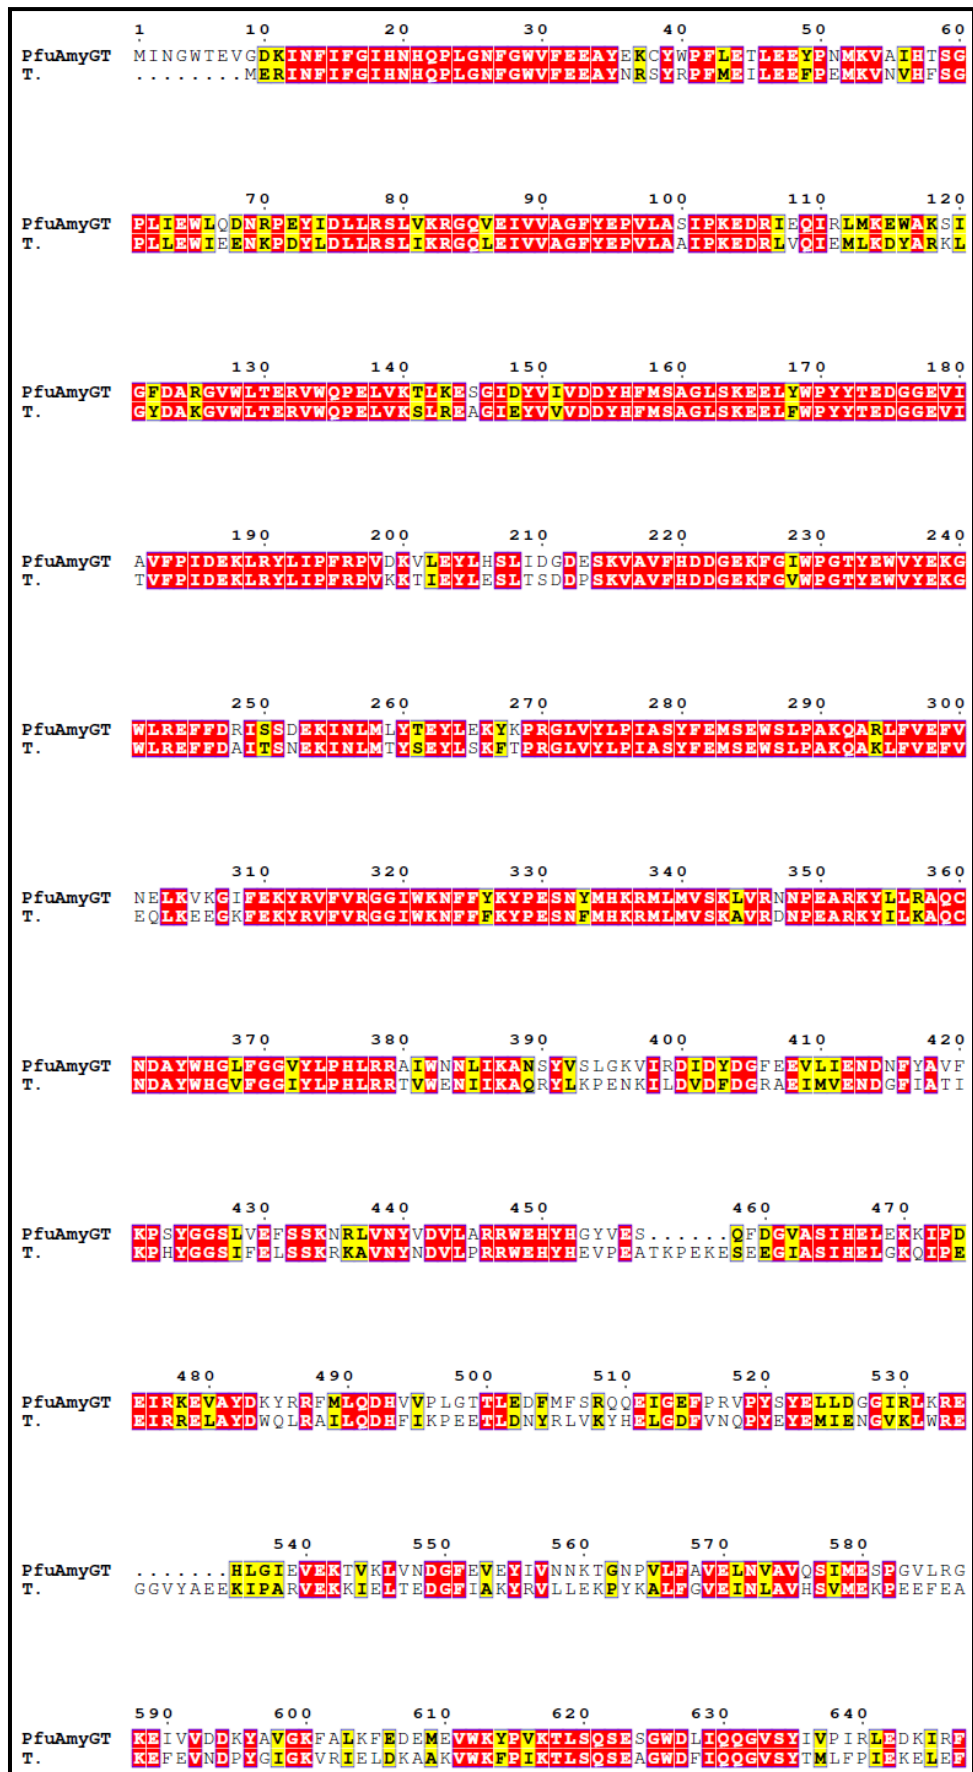 1 10 20 30 40 50 60
PfuAmyGT MINGWTEVGDKINFIFGIHNHQPLGNFGWVFEEAYEKCYWPFLETLEEYPNMKVAIHTSG
T. ........MERINFIFGIHNHQPLGNFGWVFEEAYNRSYRPFMEILEEFPEMKVNVHFSG
70 80 90 100 110 120
PfuAmyGT PLIEWLQDNRPEYIDLLRSLVKRGQVEIVVAGFYEPVLASIPKEDRIEQIRLMKEWAKSI
T. PLLEWIEENKPDYLDLLRSLIKRGQLEIVVAGFYEPVLAAIPKEDRLVQIEMLKDYARKL
130 140 150 160 170 180
PfuAmyGT GFDARGVWLTERVWQPELVKTLKESGIDYVIVDDYHFMSAGLSKEELYWPYYTEDGGEVI
T. GYDAKGVWLTERVWQPELVKSLREAGIEYVVVDDYHFMSAGLSKEELFWPYYTEDGGEVI
190 200 210 220 230 240
PfuAmyGT AVFPIDEKLRYLIPFRPVDKVLEYLHSLIDGDESKVAVFHDDGEKFGIWPGTYEWVYEKG
T. TVFPIDEKLRYLIPFRPVKKTIEYLESLTSDDPSKVAVFHDDGEKFGVWPGTYEWVYEKG
250 260 270 280 290 300
PfuAmyGT WLREFFDRISSDEKINLMLYTEYLEKYKPRGLVYLPIASYFEMSEWSLPAKQARLFVEFV
T. WLREFFDAITSNEKINLMTYSEYLSKFTPRGLVYLPIASYFEMSEWSLPAKQAKLFVEFV
310 320 330 340 350 360
PfuAmyGT NELKVKGIFEKYRVFVRGGIWKNFFYKYPESNYMHKRMLMVSKLVRNNPEARKYLLRAQC
T. EQLKEEGKFEKYRVFVRGGIWKNFFFKYPESNFMHKRMLMVSKAVRDNPEARKYILKAQC
370 380 390 400 410 420
PfuAmyGT NDAYWHGLFGGVYLPHLRRAIWNNLIKANSYVSLGKVIRDIDYDGFEEVLIENDNFYAVF
T. NDAYWHGVFGGIYLPHLRRTVWENIIKAQRYLKPENKILDVDFDGRAEIMVENDGFIATI
430 440 450 460 470
PfuAmyGT KPSYGGSLVEFSSKNRLVNYVDVLARRWEHYHGYVES......QFDGVASIHELEKKIPD
T. KPHYGGSIFELSSKRKAVNYNDVLPRRWEHYHEVPEATKPEKESEEGIASIHELGKQIPE
480 490 500 510 520 530
PfuAmyGT EIRKEVAYDKYRRFMLQDHVVPLGTTLEDFMFSRQQEIGEFPRVPYSYELLDGGIRLKRE
T. EIRRELAYDWQLRAILQDHFIKPEETLDNYRLVKYHELGDFVNQPYEYEMIENGVKLWRE
540 550 560 570 580
PfuAmyGT .......HLGIEVEKTVKLVNDGFEVEYIVNNKTGNPVLFAVELNVAVQSIMESPGVLRG
T. GGVYAEEKIPARVEKKIELTEDGFIAKYRVLLEKPYKALFGVEINLAVHSVMEKPEEFEA
590 600 610 620 630 640
PfuAmyGT KEIVVDDKYAVGKFALKFEDEMEVWKYPVKTLSQSESGWDLIQQGVSYIVPIRLEDKIRF
T. KEFEVNDPYGIGKVRIELDKAAKVWKFPIKTLSQSEAGWDFIQQGVSYTMLFPIEKELEF